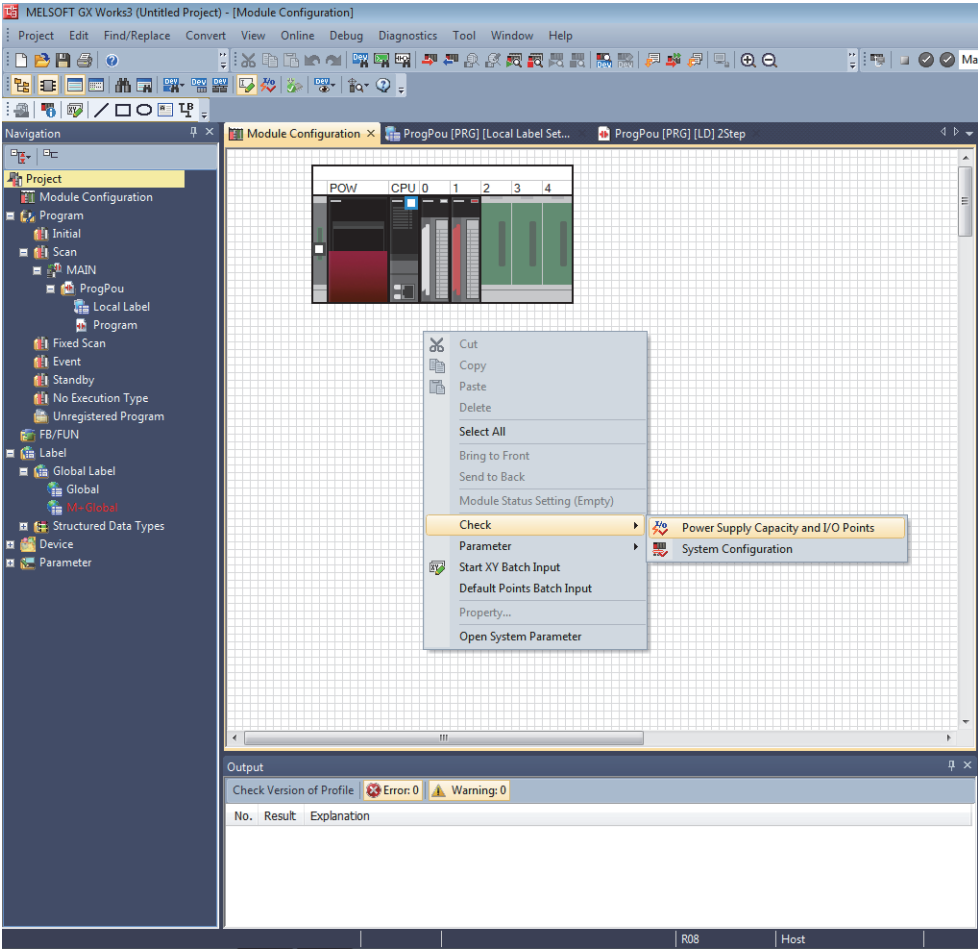 MELSOFT GX Works3 (Untitled Project) - [Module Configuration]
Project Edit Find/Replace Convert View Online Debug Diagnostics Tool Window Help
Ma
Navigation
Module Configuration
ProgPou [PRG] [Local Label Set...
ProgPou [PRG] [LD] 2Step
Project
Module Configuration
Program
Initial
Scan
MAIN
ProgPou
Local Label
Program
Fixed Scan
Event
Standby
No Execution Type
Unregistered Program
FB/FUN
Label
Global Label
Global
M+Global
Structured Data Types
Device
Parameter
POW CPU 0 1 2 3 4
Cut
Copy
Paste
Delete
Select All
Bring to Front
Send to Back
Module Status Setting (Empty)
Check
Parameter
Start XY Batch Input
Default Points Batch Input
Property...
Open System Parameter
Power Supply Capacity and I/O Points
System Configuration
Output
Check Version of Profile Error: 0 Warning: 0
No. Result Explanation
R08 Host